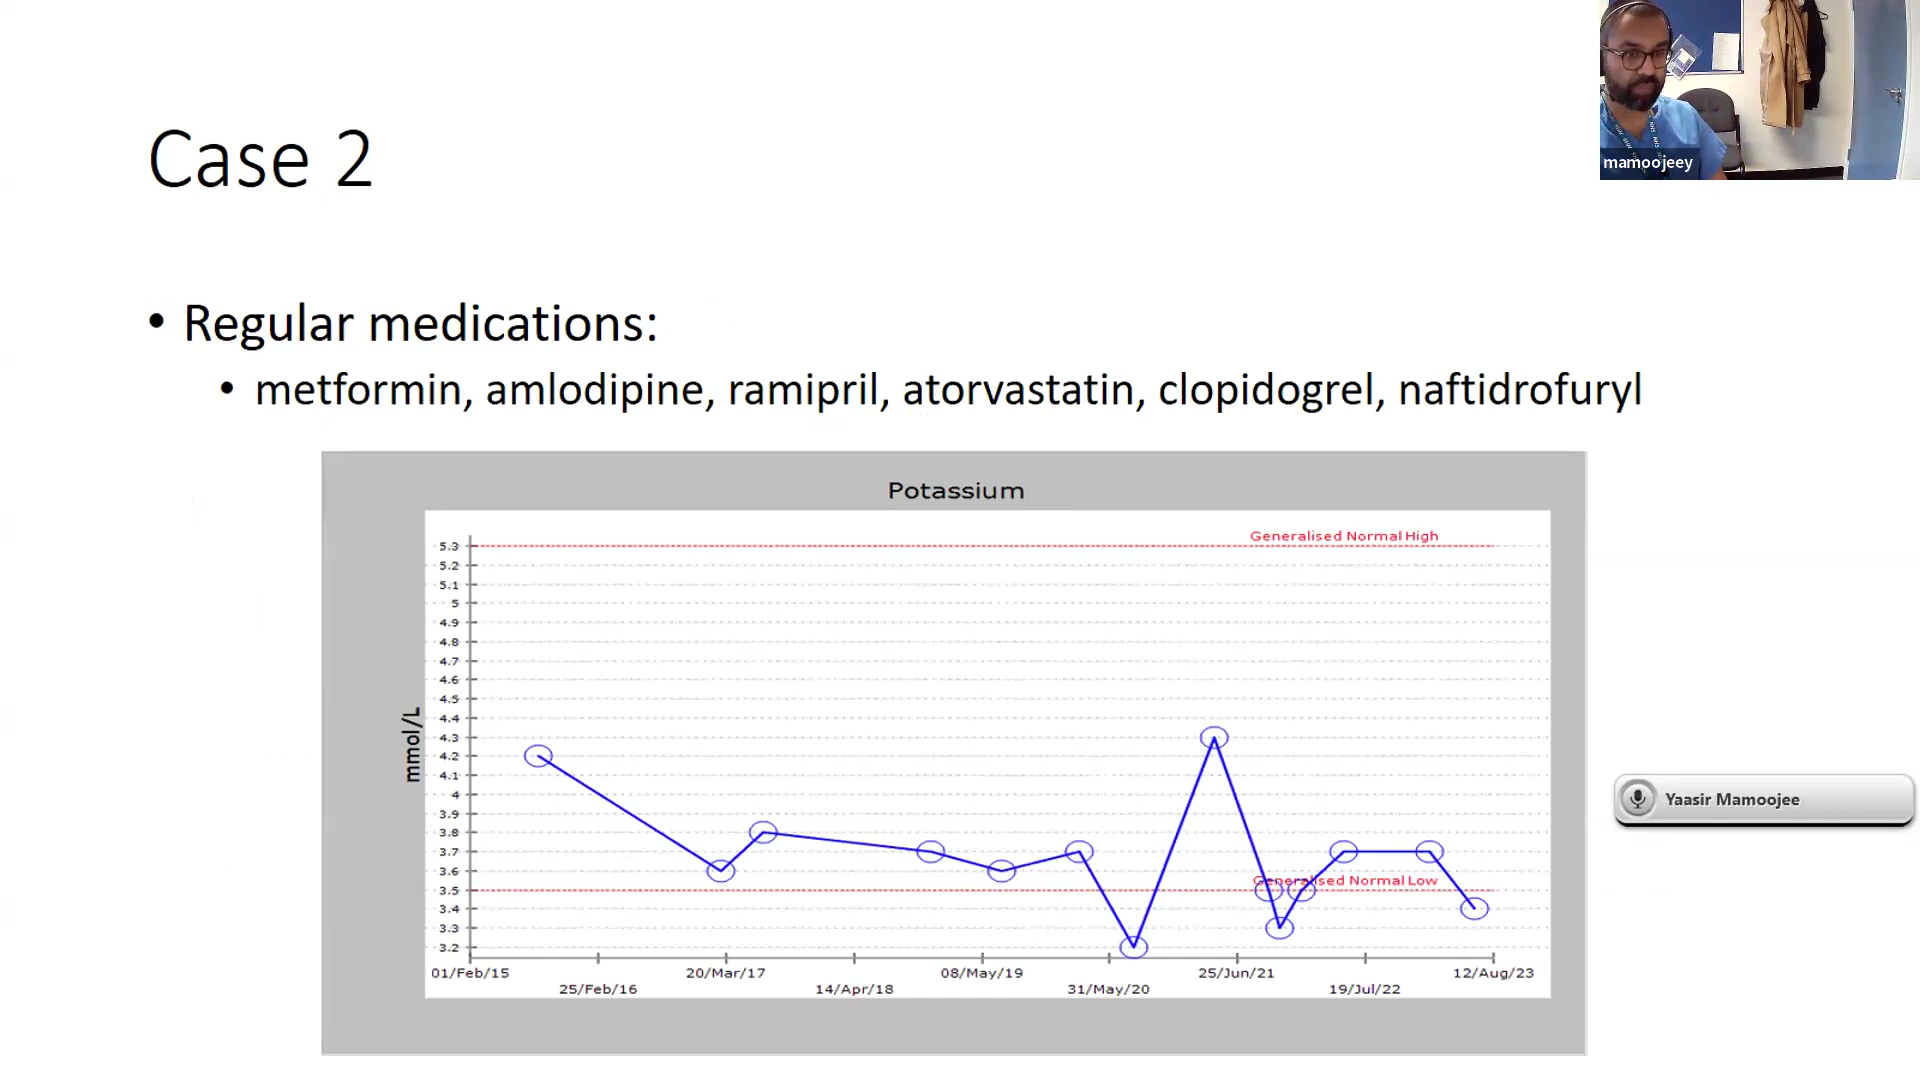 mamoojeey
Case 2
• Regular medications:
• metformin, amlodipine, ramipril, atorvastatin, clopidogrel, naftidrofuryl
Potassium
Generalised Normal High
5.3
5.2
5.1
5
4.9
4.8
4.7
4.6
4.5
4.4
4.3
4.2
4.1
4
3.9
3.8
3.7
3.6
3.5
3.4
3.3
3.2
mmol/L
Generalised Normal Low
01/Feb/15 20/Mar/17 08/May/19 25/Jun/21 12/Aug/23
25/Feb/16 14/Apr/18 31/May/20 19/Jul/22
Yaasir Mamoojee